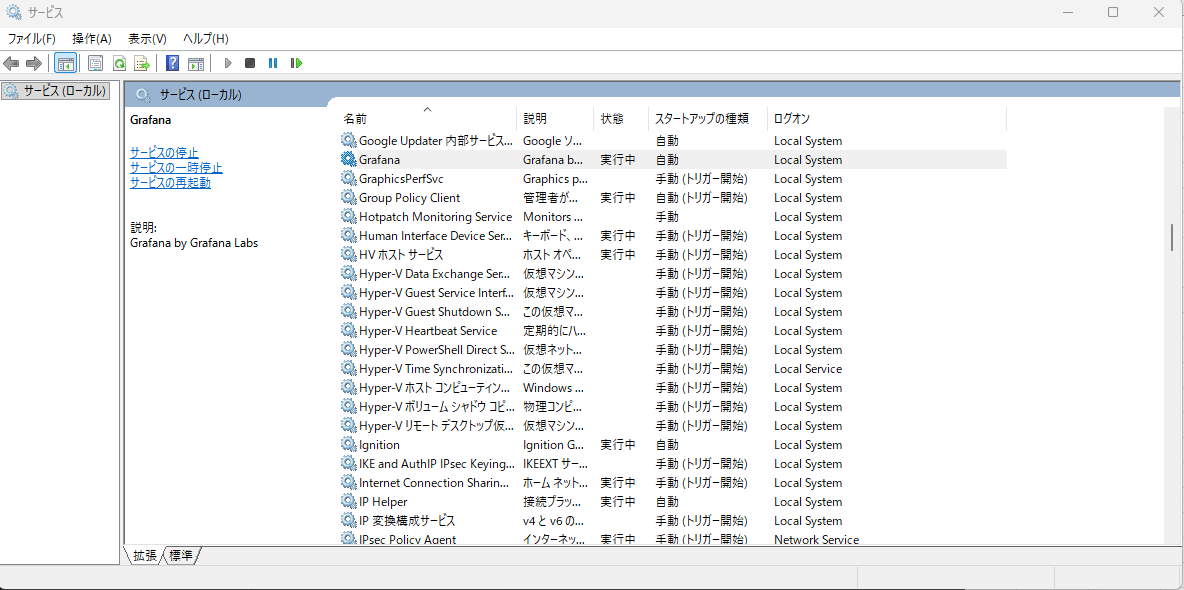 サービス
ファイル(F) 操作(A) 表示(V) ヘルプ(H)
サービス (ローカル)
サービス (ローカル)
Grafana
サービスの停止
サービスの一時停止
サービスの再起動
説明:
Grafana by Grafana Labs
名前 説明 状態 スタートアップの種類 ログオン
Google Updater 内部サービス... Google ソ... 自動 Local System
Grafana Grafana b... 実行中 自動 Local System
GraphicsPerfSvc Graphics p... 手動 (トリガー開始) Local System
Group Policy Client 管理者が... 実行中 自動 (トリガー開始) Local System
Hotpatch Monitoring Service Monitors ... 手動 Local System
Human Interface Device Ser... キーボード、... 実行中 手動 (トリガー開始) Local System
HV ホスト サービス ホスト オペ... 実行中 手動 (トリガー開始) Local System
Hyper-V Data Exchange Ser... 仮想マシン... 手動 (トリガー開始) Local System
Hyper-V Guest Service Interf... 仮想マシン... 手動 (トリガー開始) Local System
Hyper-V Guest Shutdown S... この仮想マ... 手動 (トリガー開始) Local System
Hyper-V Heartbeat Service 定期的にハ... 手動 (トリガー開始) Local System
Hyper-V PowerShell Direct S... 仮想ネット... 手動 (トリガー開始) Local System
Hyper-V Time Synchronizati... この仮想マ... 手動 (トリガー開始) Local Service
Hyper-V ホスト コンピューティン... Windows ... 手動 (トリガー開始) Local System
Hyper-V ボリューム シャドウ コピ... 物理コンピ... 手動 (トリガー開始) Local System
Hyper-V リモート デスクトップ仮... 仮想マシン... 手動 (トリガー開始) Local System
Ignition Ignition G... 実行中 自動 Local System
IKE and AuthIP IPsec Keying... IKEEXT サー... 手動 (トリガー開始) Local System
Internet Connection Sharin... ホーム ネット... 実行中 手動 (トリガー開始) Local System
IP Helper 接続プラッ... 実行中 自動 Local System
IP 変換構成サービス v4 と v6 の... 手動 (トリガー開始) Local System
IPsec Policy Agent インターネッ... 実行中 手動 (トリガー開始) Network Service
拡張 標準